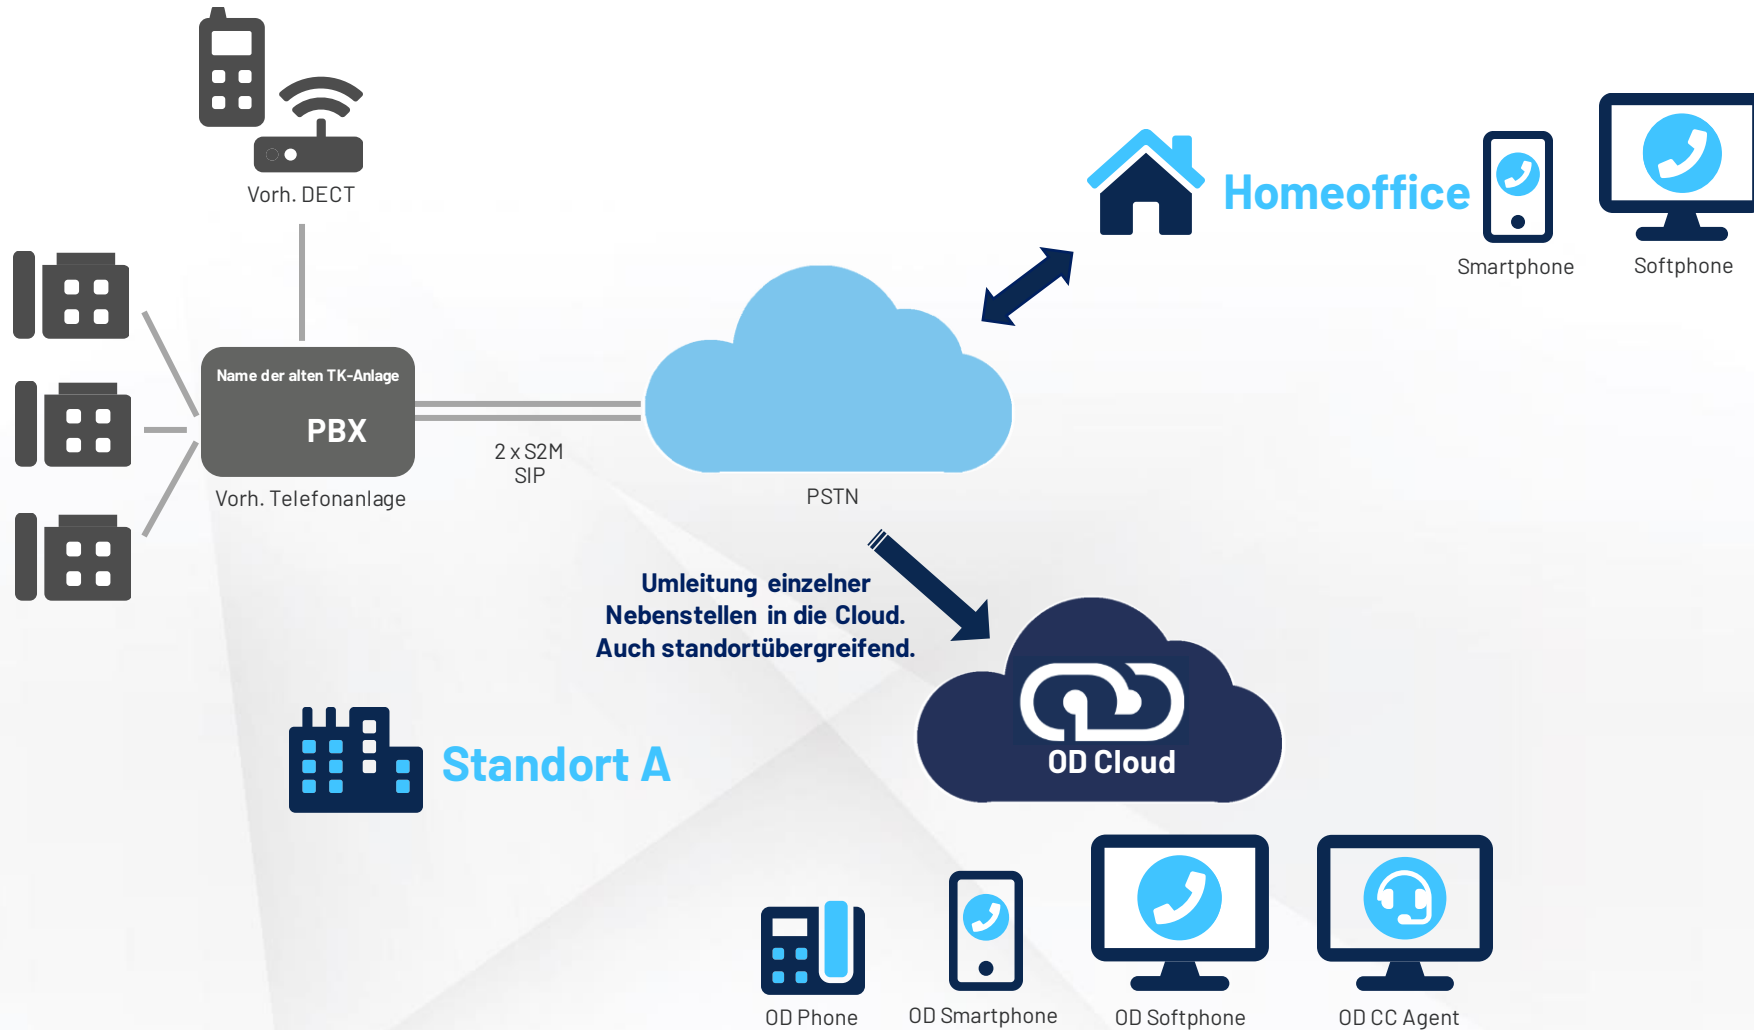 Vorh. DECT
Homeoffice
Smartphone
Softphone
Name der alten TK-Anlage
PBX
Vorh. Telefonanlage
2 x S2M
SIP
PSTN
Umleitung einzelner
Nebenstellen in die Cloud.
Auch standortübergreifend.
Standort A
OD Cloud
OD Phone
OD Smartphone
OD Softphone
OD CC Agent